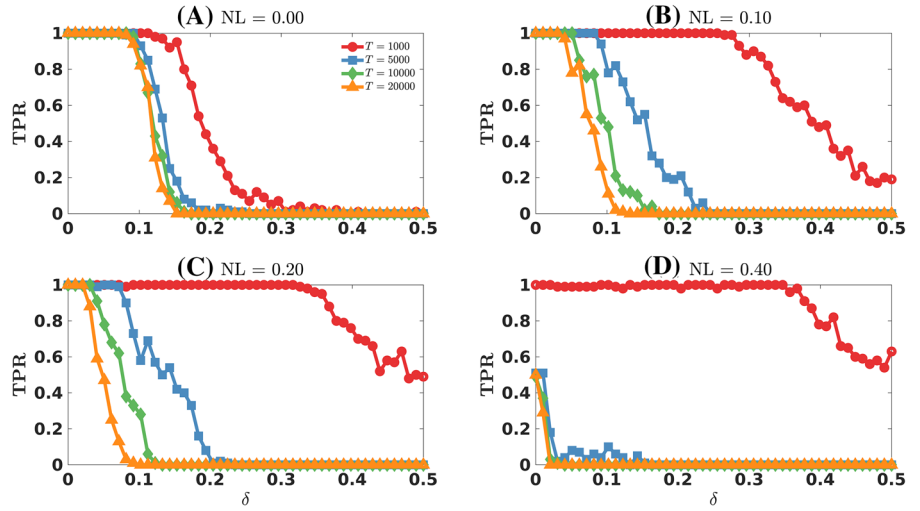 (A) NL = 0.00
(B) NL = 0.10
TPR
1
0.8
0.6
0.4
0.2
0
T = 1000
T = 5000
T = 10000
T = 20000
0 0.1 0.2 0.3 0.4 0.5
TPR
1
0.8
0.6
0.4
0.2
0
0 0.1 0.2 0.3 0.4 0.5
(C) NL = 0.20
(D) NL = 0.40
TPR
1
0.8
0.6
0.4
0.2
0
0 0.1 0.2 0.3 0.4 0.5
δ
TPR
1
0.8
0.6
0.4
0.2
0
0 0.1 0.2 0.3 0.4 0.5
δ